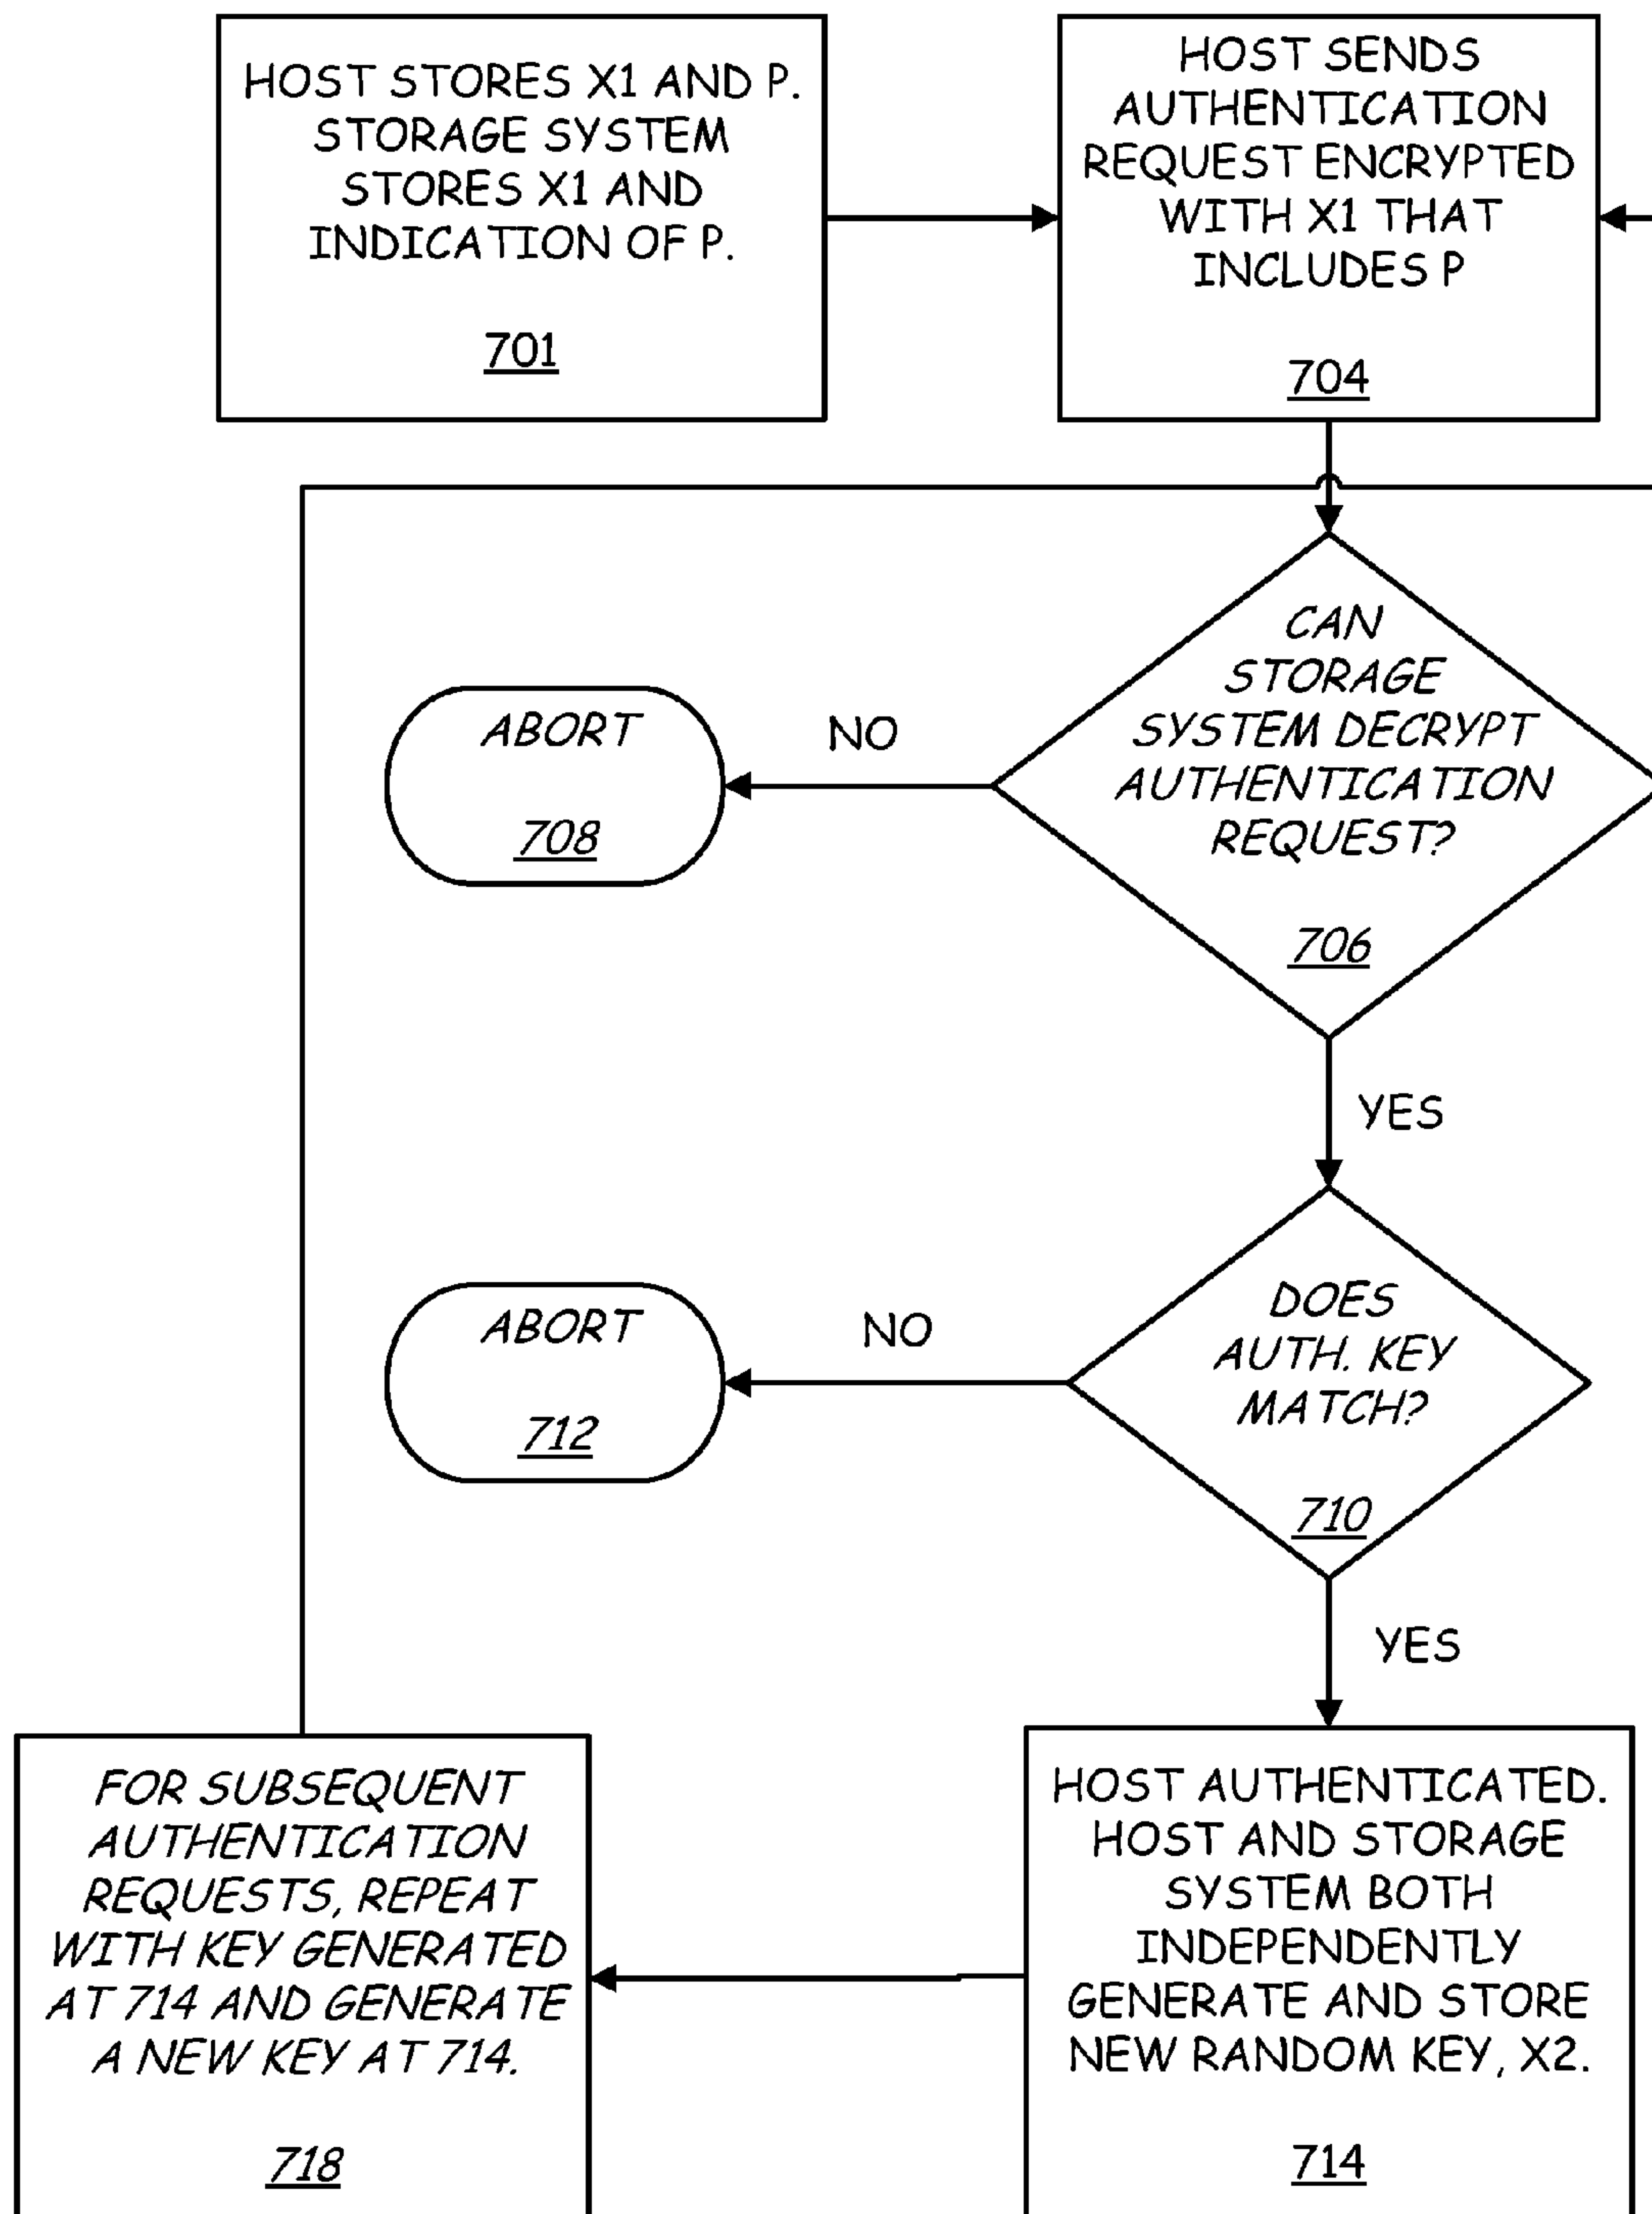 HOST STORES X1 AND P.
STORAGE SYSTEM
STORES X1 AND
INDICATION OF P.
701
HOST SENDS
AUTHENTICATION
REQUEST ENCRYPTED
WITH X1 THAT
INCLUDES P
704
CAN
STORAGE
SYSTEM DECRYPT
AUTHENTICATION
REQUEST?
706
NO
ABORT
708
YES
DOES
AUTH. KEY
MATCH?
710
NO
ABORT
712
YES
HOST AUTHENTICATED.
HOST AND STORAGE
SYSTEM BOTH
INDEPENDENTLY
GENERATE AND STORE
NEW RANDOM KEY, X2.
714
FOR SUBSEQUENT
AUTHENTICATION
REQUESTS, REPEAT
WITH KEY GENERATED
AT 714 AND GENERATE
A NEW KEY AT 714.
718